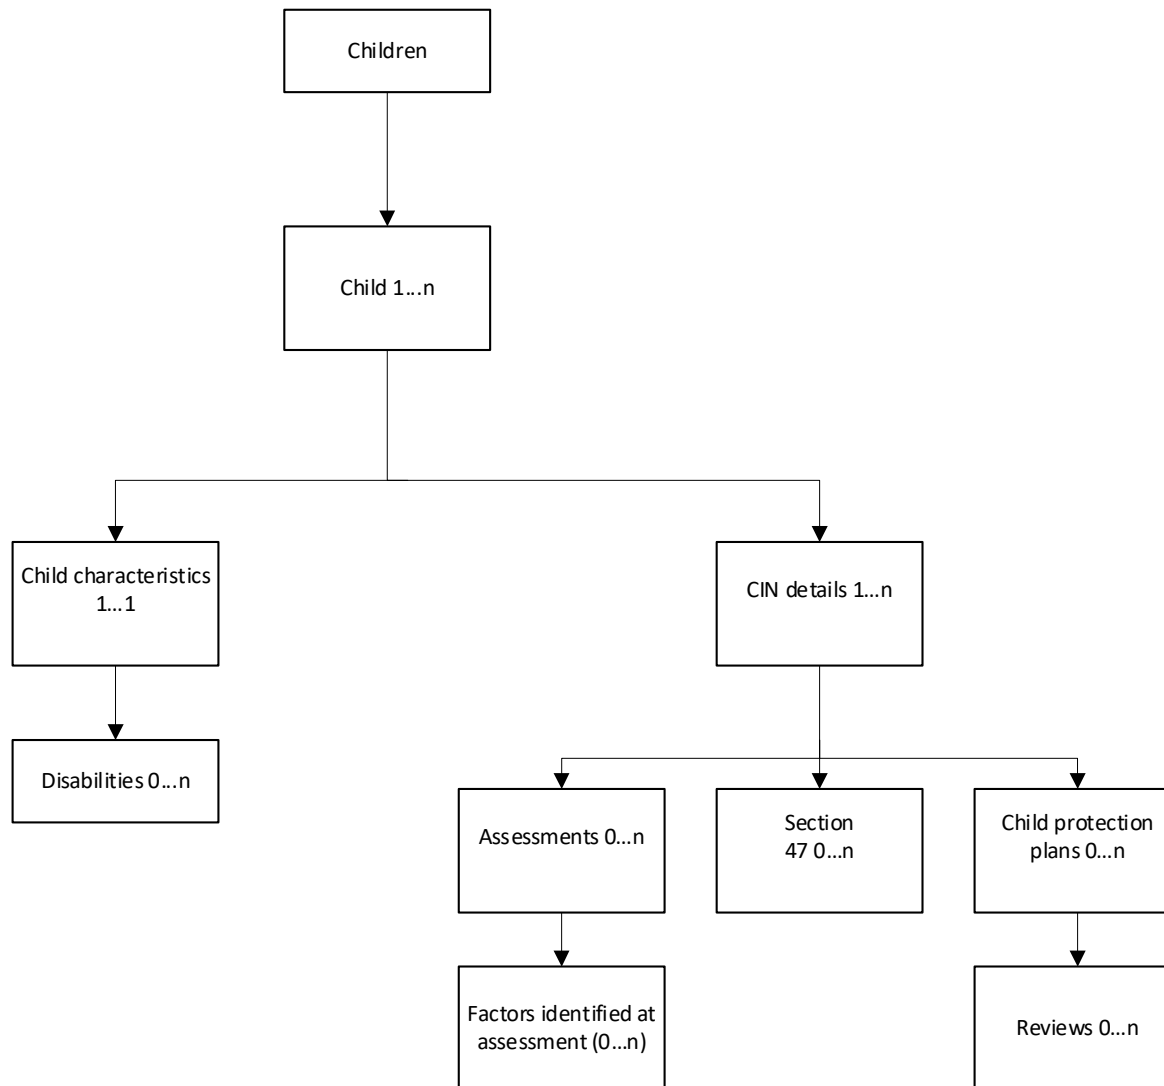 Children
Child 1...n
Child characteristics
1...1
CIN details 1...n
Disabilities 0...n
Assessments 0...n
Section
47 0...n
Child protection
plans 0...n
Factors identified at
assessment (0...n)
Reviews 0...n